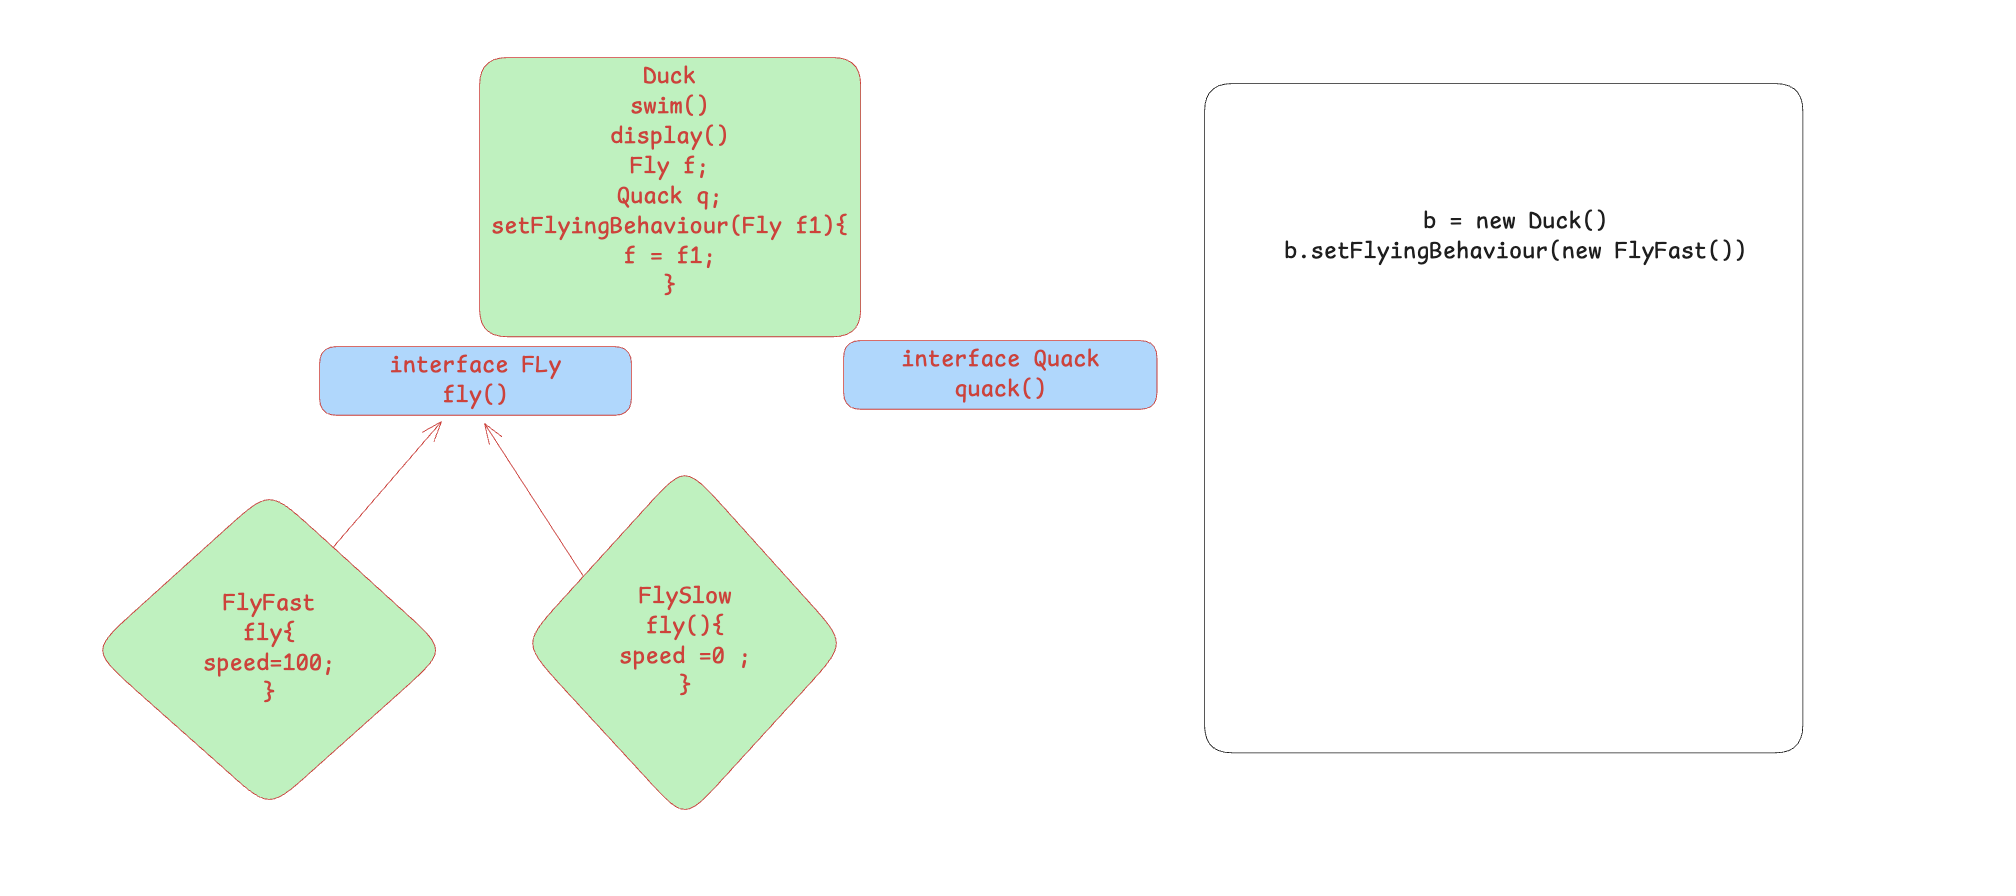 Duck
swim()
display()
Fly f;
Quack q;
setFlyingBehaviour(Fly f1){
f = f1;
}
interface FLy
fly()
interface Quack
quack()
FlyFast
fly{
speed=100;
}
FlySlow
fly(){
speed =0 ;
}
b = new Duck()
b.setFlyingBehaviour(new FlyFast())